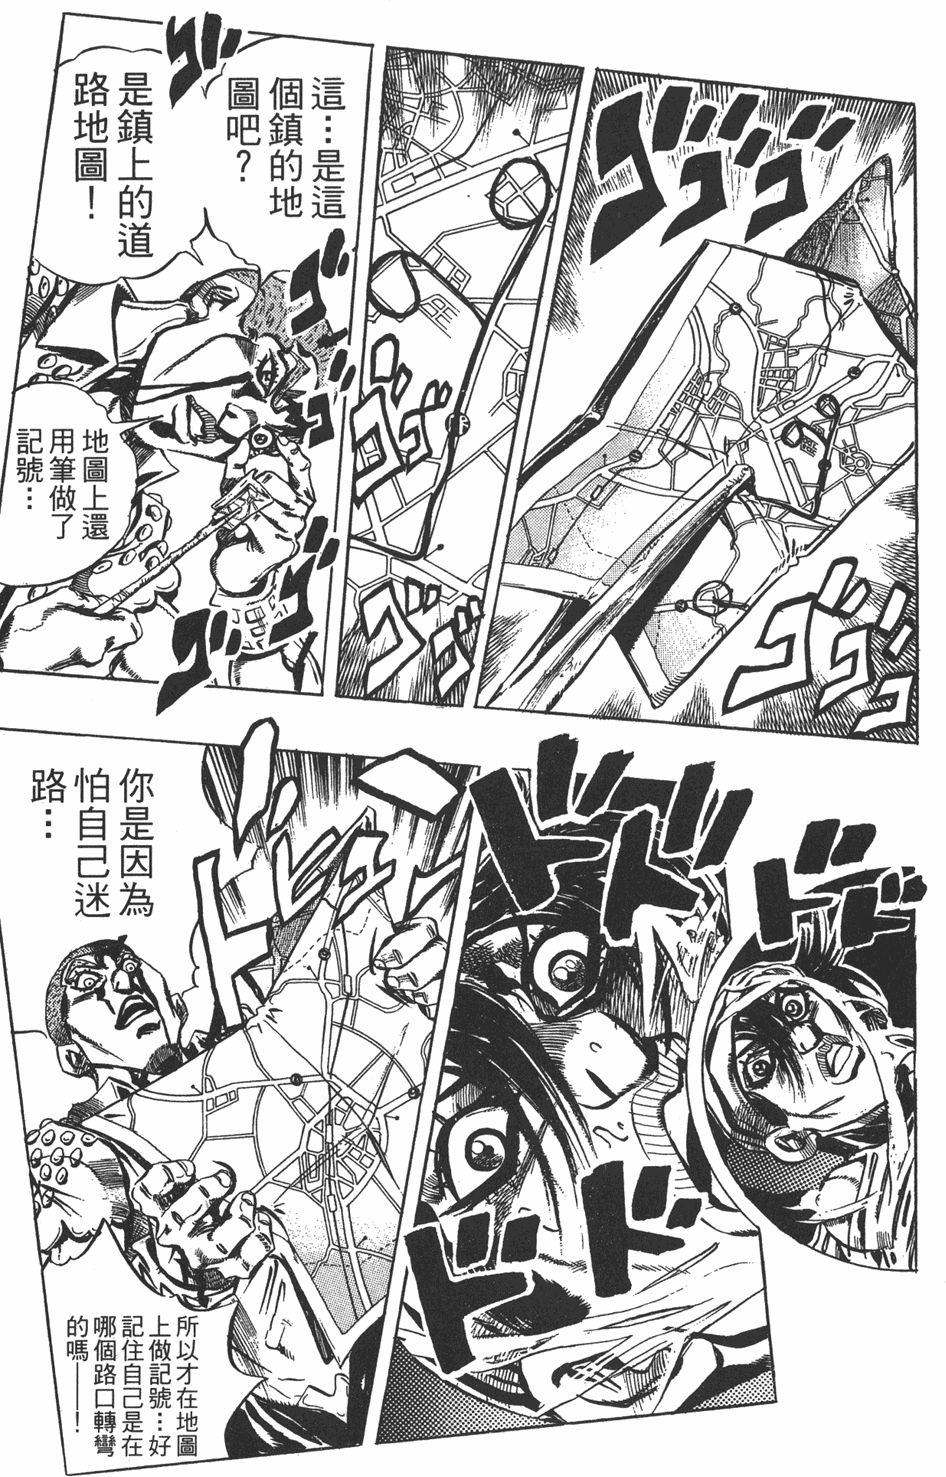 ゴゴゴゴ
ゴゴゴ
ゴゴ
ゴゴ
ゴ
這…是這
個鎮的地
圖吧？
是鎮上的道
路地圖！
ゴ
ゴ
地圖上還
用筆做了
記號…
ゴゴ
ドド
ドド
ドド
ドヒュー
你是因為
怕自己迷
路…
所以才在地圖
上做記號…好
記住自己是在
哪個路口轉彎
的嗎——！